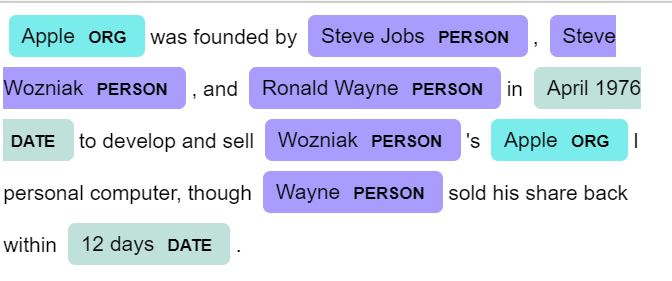 Apple ORG was founded by Steve Jobs PERSON , Steve
Wozniak PERSON , and Ronald Wayne PERSON in April 1976
DATE to develop and sell Wozniak PERSON 's Apple ORG I
personal computer, though Wayne PERSON sold his share back
within 12 days DATE .